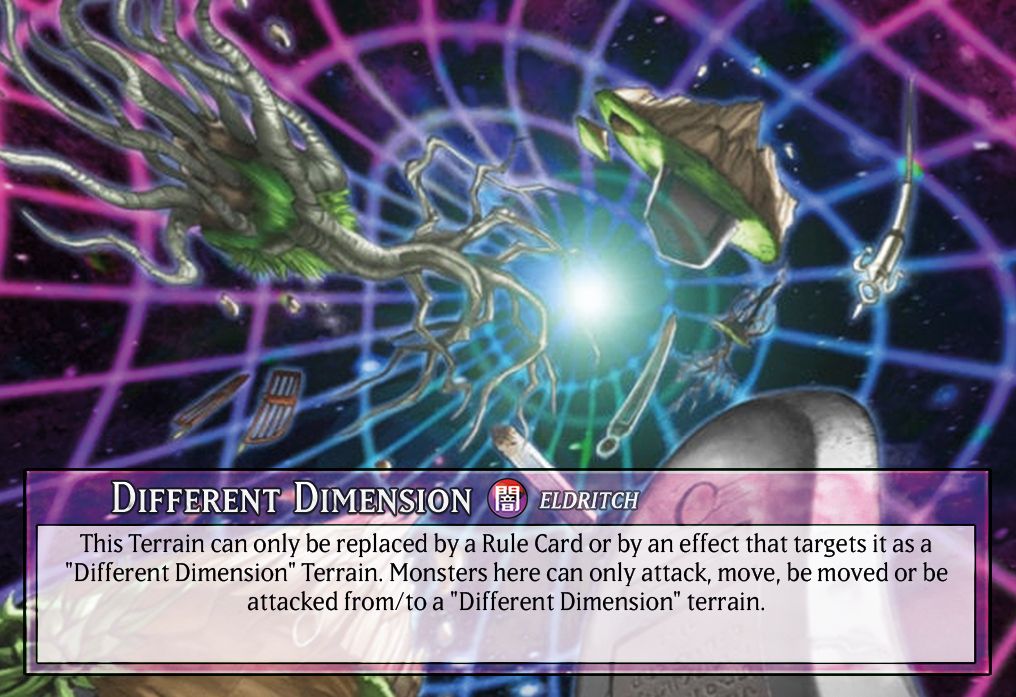 DIFFERENT DIMENSION 闇 ELDRITCH
This Terrain can only be replaced by a Rule Card or by an effect that targets it as a
"Different Dimension" Terrain. Monsters here can only attack, move, be moved or be
attacked from/to a "Different Dimension" terrain.